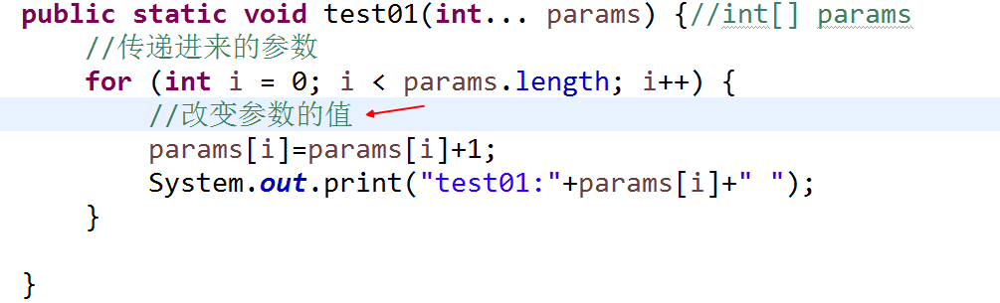 public static void test01(int... params) {//int[] params
//传递进来的参数
for (int i = 0; i < params.length; i++) {
//改变参数的值
params[i]=params[i]+1;
System.out.print("test01:"+params[i]+" ");
}
}